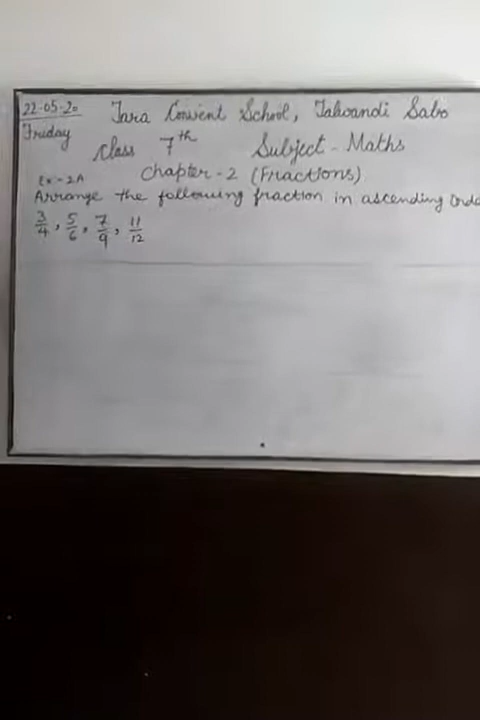 22-05-20 Tara Convent School, Talwandi Sabo
Friday
Class 7th Subject - Maths
Chapter-2 (Fractions)
Ex-2A
Arrange the following fraction in ascending Orde
3/4, 5/6, 7/9, 11/12